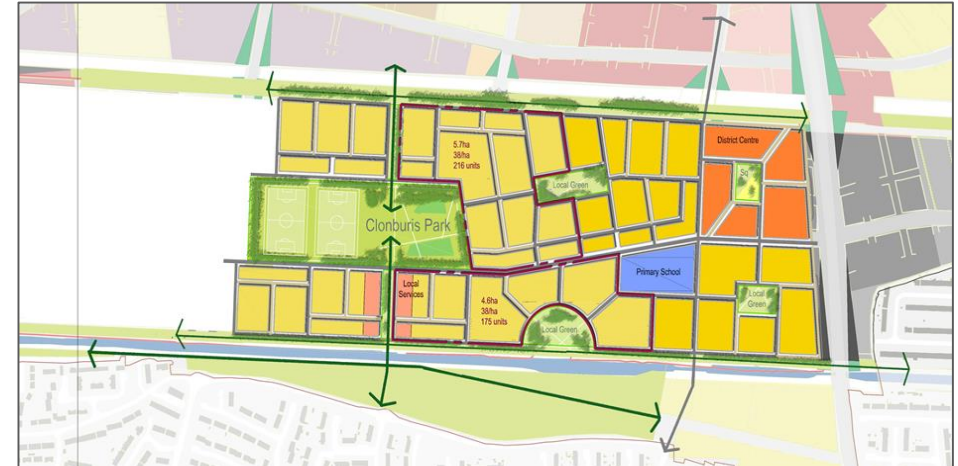 District Centre
5.7ha
38/ha
216 units
Sq
Local Green
Clonburris Park
Primary School
Local
Services
4.6ha
38/ha
175 units
Local
Green
Local Green